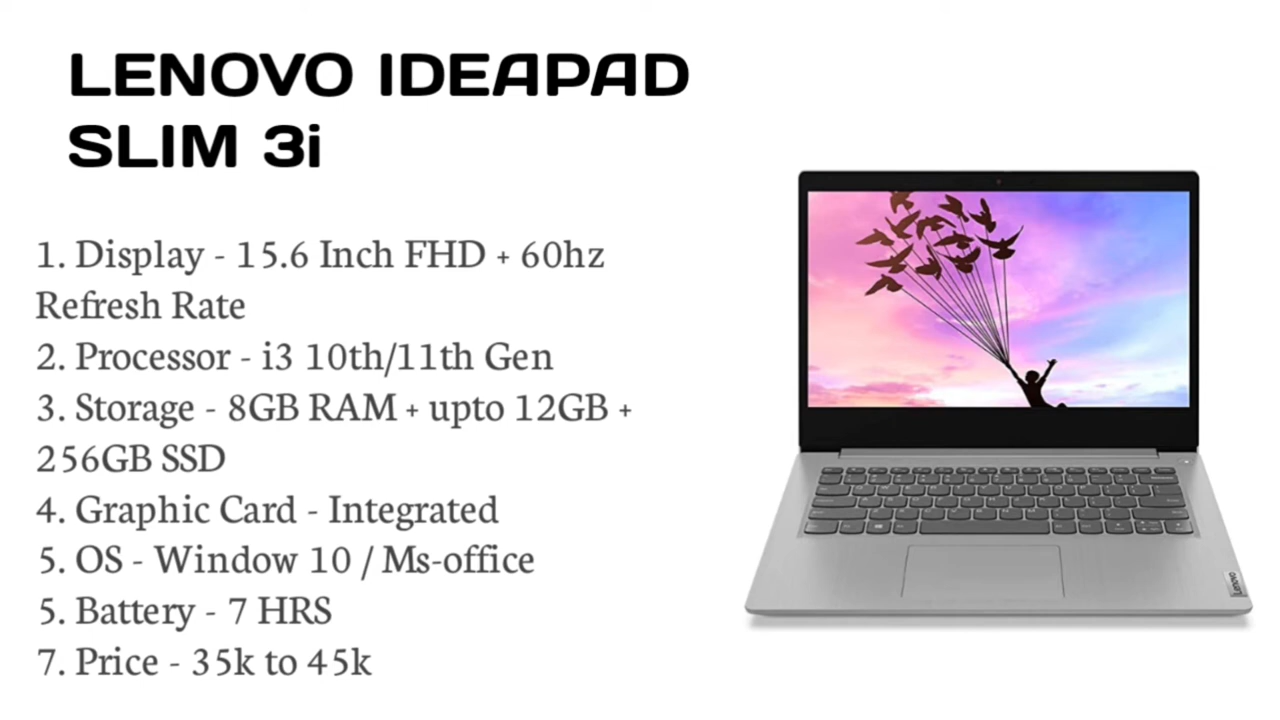 LENOVO IDEAPAD
SLIM 3i
1. Display - 15.6 Inch FHD + 60hz
Refresh Rate
2. Processor - i3 10th/11th Gen
3. Storage - 8GB RAM + upto 12GB +
256GB SSD
4. Graphic Card - Integrated
5. OS - Window 10 / Ms-office
5. Battery - 7 HRS
7. Price - 35k to 45k
Lenovo